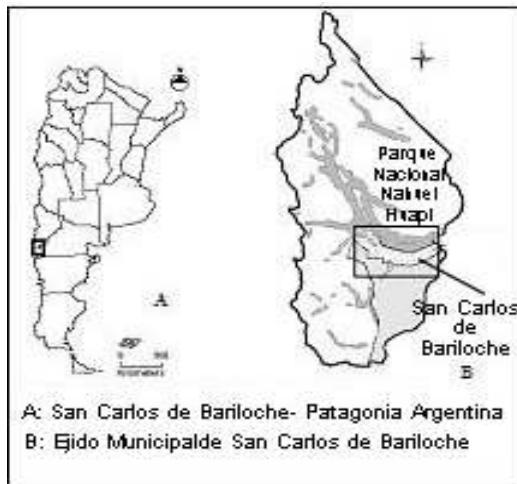 Parque
Nacional
Nahuel
Huapi
A
San Carlos
de
Bariloche
B
A: San Carlos de Bariloche- Patagonia Argentina
B: Ejido Municipalde San Carlos de Bariloche